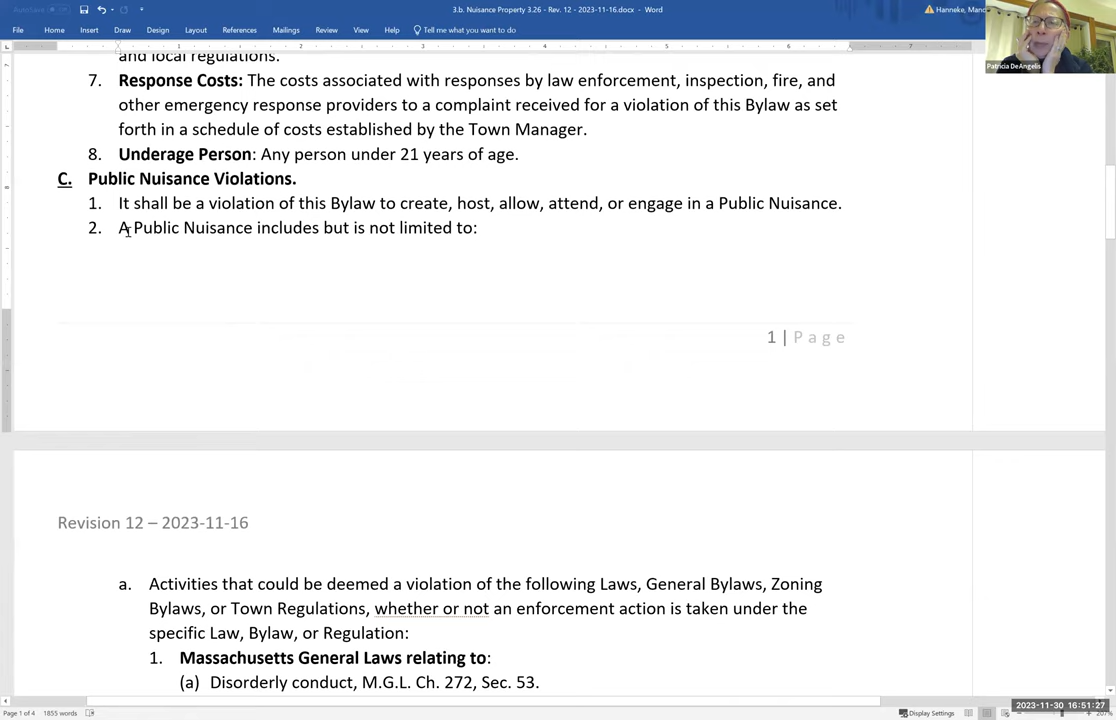 3.b. Nuisance Property 3.26 - Rev. 12 - 2023-11-16.docx - Word
Hanneke, Mand
File Home Insert Draw Design Layout References Mailings Review View Help Tell me what you want to do
Patricia DeAngelis
and local regulations.
7. Response Costs: The costs associated with responses by law enforcement, inspection, fire, and
other emergency response providers to a complaint received for a violation of this Bylaw as set
forth in a schedule of costs established by the Town Manager.
8. Underage Person: Any person under 21 years of age.
C. Public Nuisance Violations.
1. It shall be a violation of this Bylaw to create, host, allow, attend, or engage in a Public Nuisance.
2. A Public Nuisance includes but is not limited to:
1 | Page
Revision 12 – 2023-11-16
a. Activities that could be deemed a violation of the following Laws, General Bylaws, Zoning
Bylaws, or Town Regulations, whether or not an enforcement action is taken under the
specific Law, Bylaw, or Regulation:
1. Massachusetts General Laws relating to:
(a) Disorderly conduct, M.G.L. Ch. 272, Sec. 53.
2023-11-30 16:51:27
Page 1 of 4 1855 words Display Settings